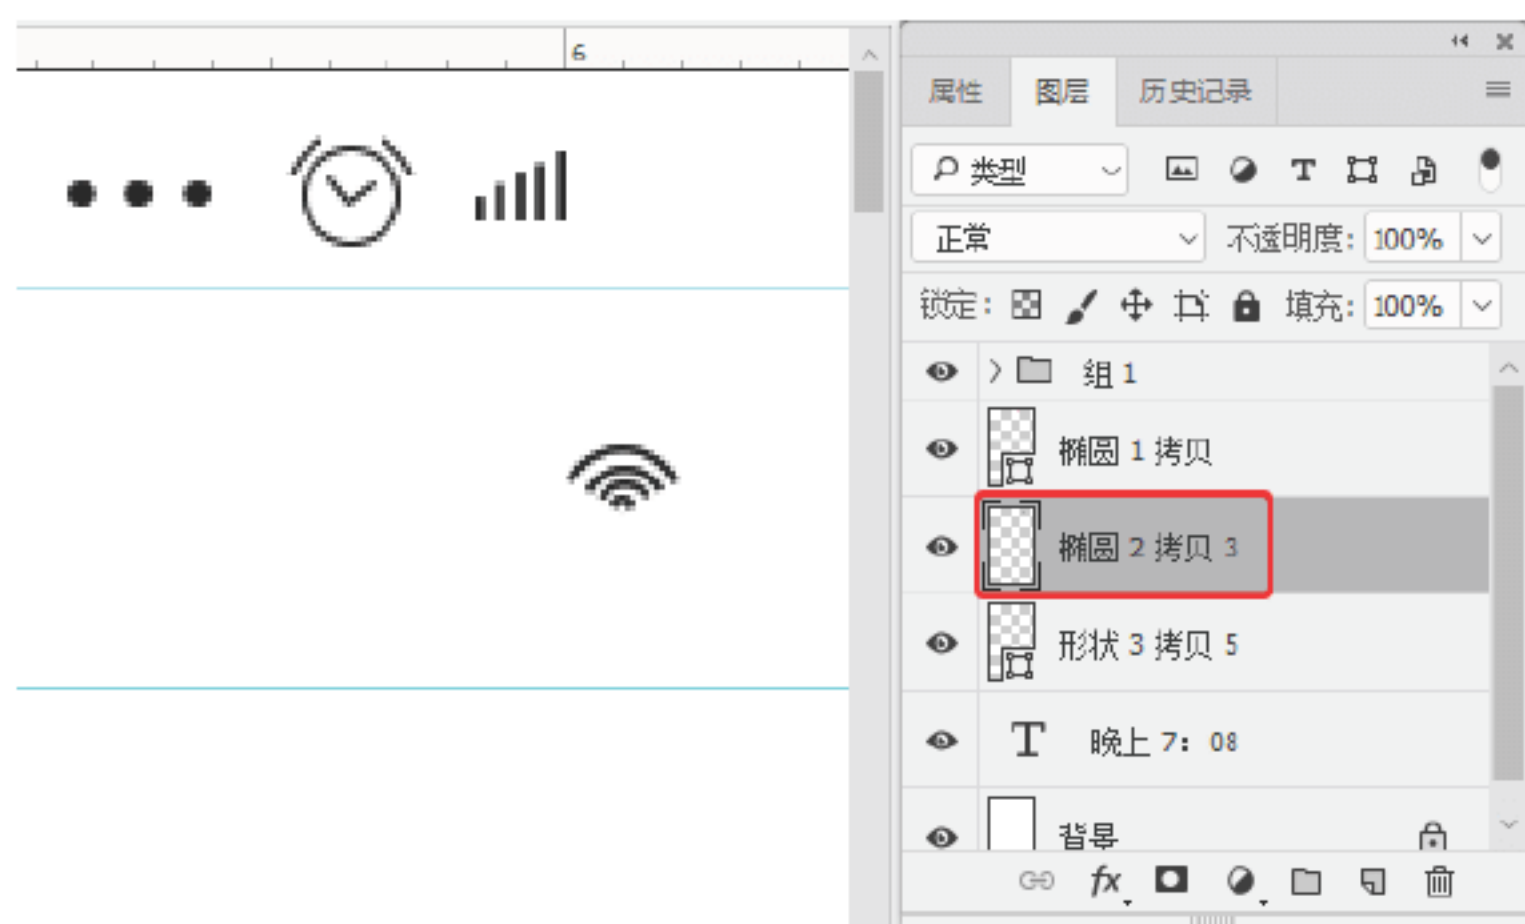 6
属性 图层 历史记录
类型
正常 不透明度: 100%
锁定: 填充: 100%
组 1
椭圆 1 拷贝
椭圆 2 拷贝 3
形状 3 拷贝 5
T 晚上 7: 08
背景
fx